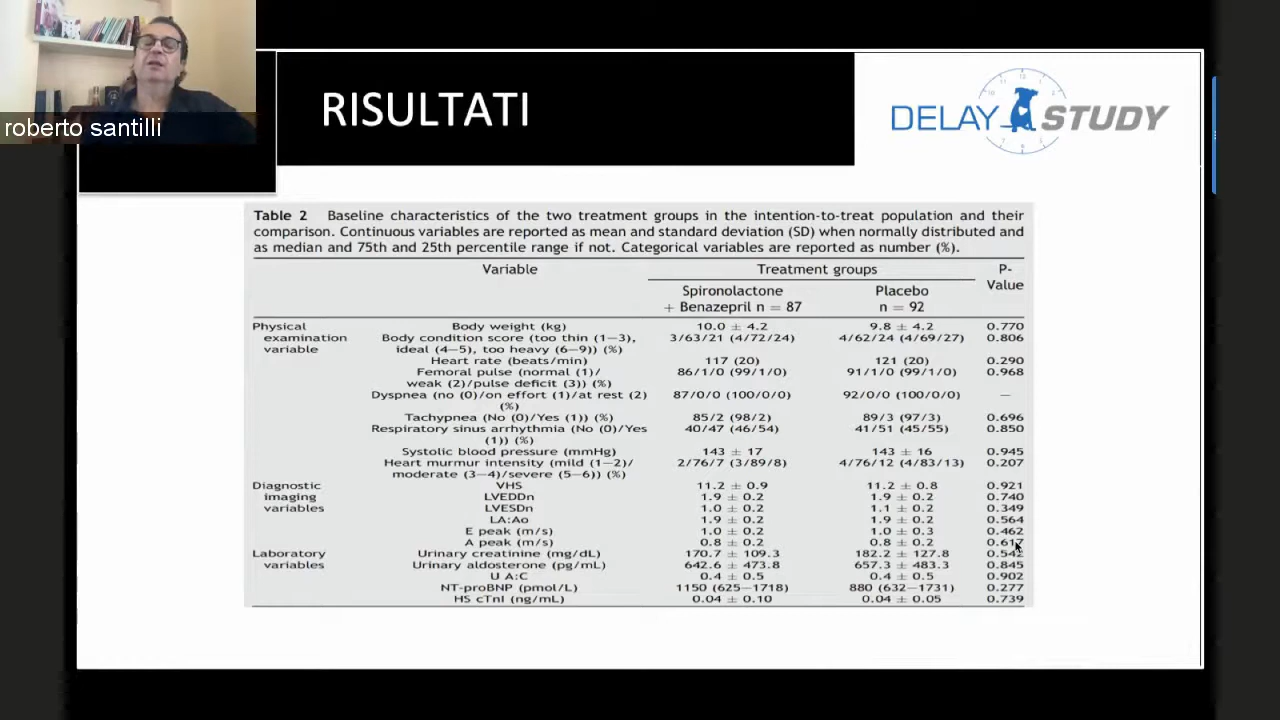 roberto santilli
RISULTATI
DELAY STUDY
Table 2 Baseline characteristics of the two treatment groups in the intention-to-treat population and their
comparison. Continuous variables are reported as mean and standard deviation (SD) when normally distributed and
as median and 75th and 25th percentile range if not. Categorical variables are reported as number (%).
Variable Treatment groups P-
Value
Spironolactone Placebo
+ Benazepril n = 87 n = 92
Physical Body weight (kg) 10.0 ± 4.2 9.8 ± 4.2 0.770
examination Body condition score (too thin (1–3), 3/63/21 (4/72/24) 4/62/24 (4/69/27) 0.806
variable ideal (4–5), too heavy (6–9)) (%)
Heart rate (beats/min) 117 (20) 121 (20) 0.290
Femoral pulse (normal (1)/ 86/1/0 (99/1/0) 91/1/0 (99/1/0) 0.968
weak (2)/pulse deficit (3)) (%)
Dyspnea (no (0)/on effort (1)/at rest (2) 87/0/0 (100/0/0) 92/0/0 (100/0/0) —
(%)
Tachypnea (No (0)/Yes (1)) (%) 85/2 (98/2) 89/3 (97/3) 0.696
Respiratory sinus arrhythmia (No (0)/Yes 40/47 (46/54) 41/51 (45/55) 0.850
(1)) (%)
Systolic blood pressure (mmHg) 143 ± 17 143 ± 16 0.945
Heart murmur intensity (mild (1–2)/ 2/76/7 (3/89/8) 4/76/12 (4/83/13) 0.207
moderate (3–4)/severe (5–6)) (%)
Diagnostic VHS 11.2 ± 0.9 11.2 ± 0.8 0.921
imaging LVEDDn 1.9 ± 0.2 1.9 ± 0.2 0.740
variables LVESDn 1.0 ± 0.2 1.1 ± 0.2 0.349
LA:Ao 1.9 ± 0.2 1.9 ± 0.2 0.564
E peak (m/s) 1.0 ± 0.2 1.0 ± 0.3 0.462
A peak (m/s) 0.8 ± 0.2 0.8 ± 0.2 0.617
Laboratory Urinary creatinine (mg/dL) 170.7 ± 109.3 182.2 ± 127.8 0.542
variables Urinary aldosterone (pg/mL) 642.6 ± 473.8 657.3 ± 483.3 0.845
U A:C 0.4 ± 0.5 0.4 ± 0.5 0.902
NT-proBNP (pmol/L) 1150 (625–1718) 880 (632–1731) 0.277
HS cTnI (ng/mL) 0.04 ± 0.10 0.04 ± 0.05 0.739